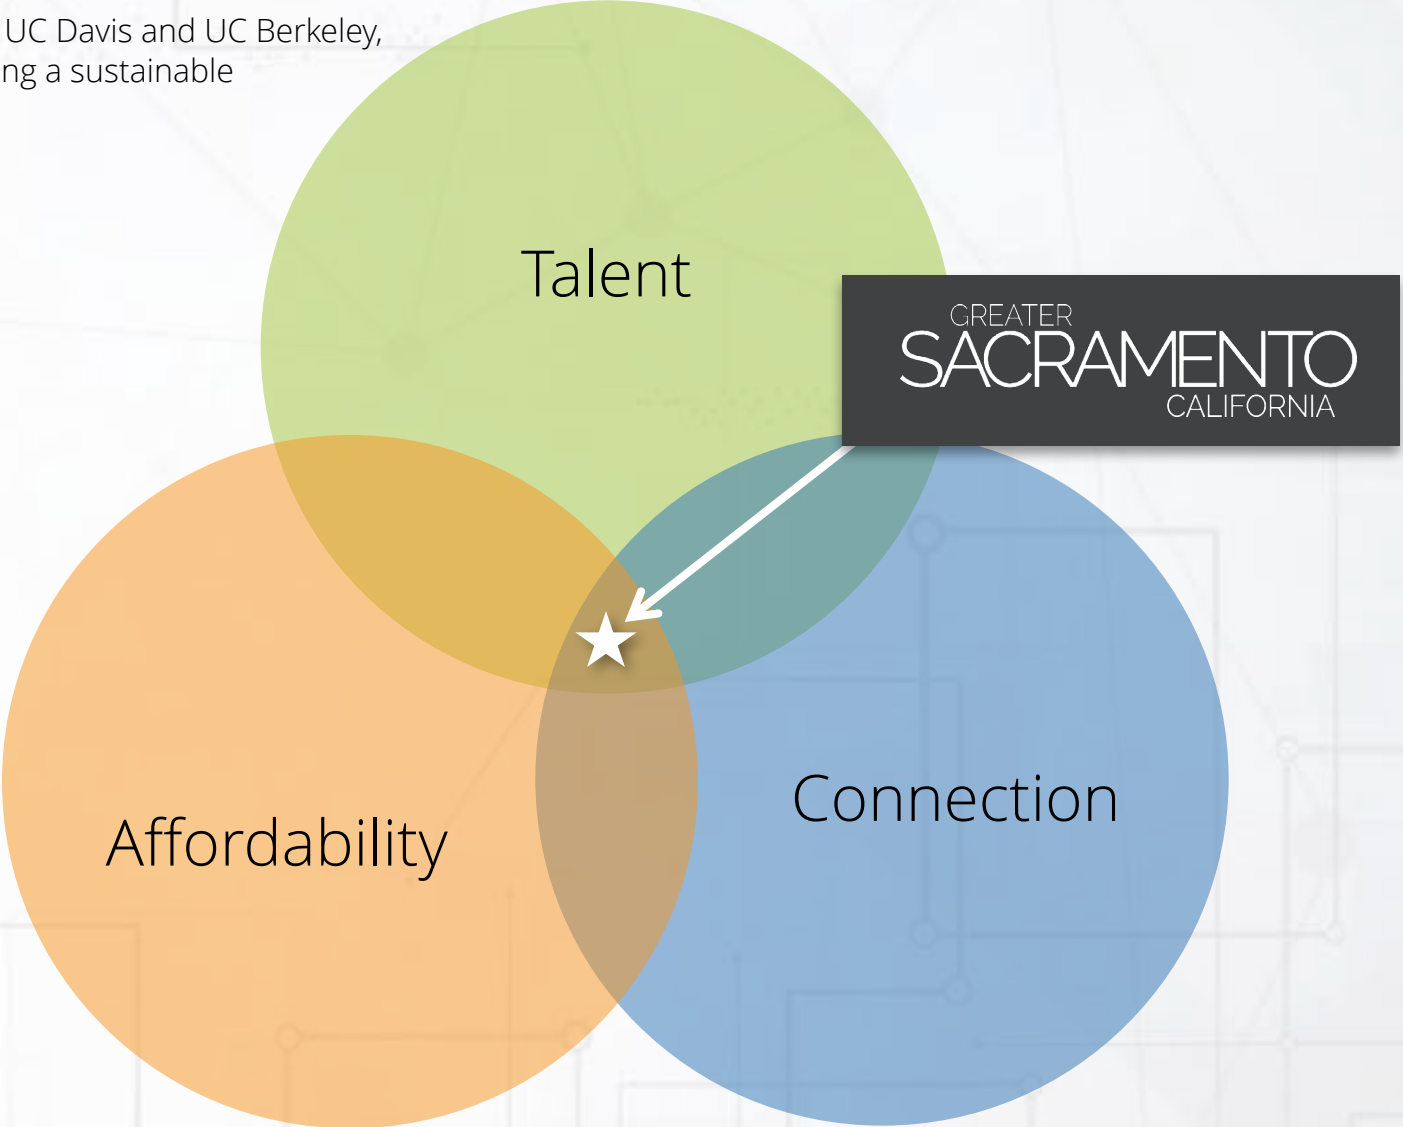 UC Davis and UC Berkeley,
ng a sustainable
Talent
GREATER
SACRAMENTO
CALIFORNIA
Connection
Affordability